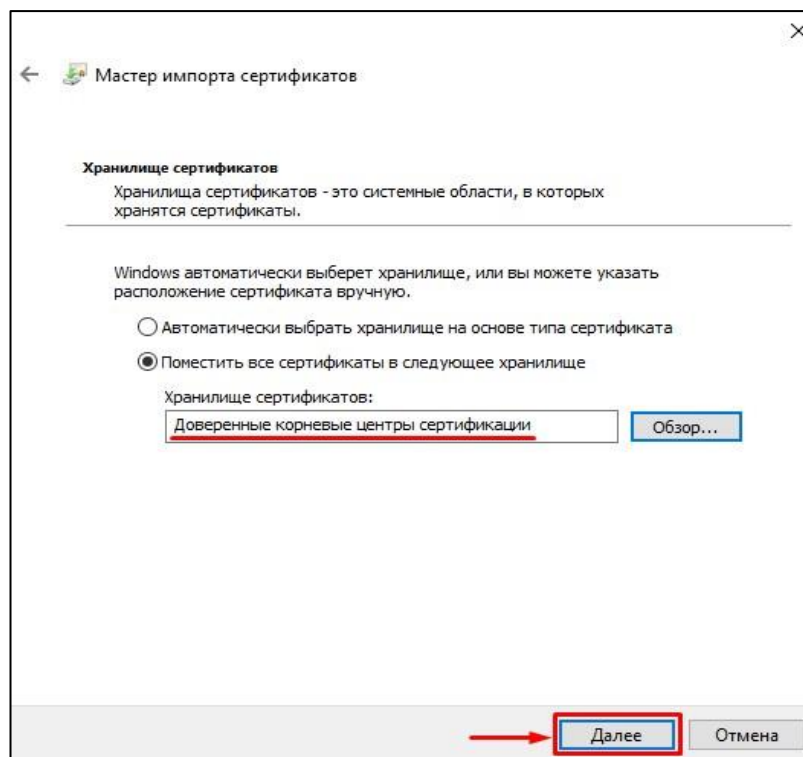 Мастер импорта сертификатов
Хранилище сертификатов
Хранилища сертификатов - это системные области, в которых
хранятся сертификаты.
Windows автоматически выберет хранилище, или вы можете указать
расположение сертификата вручную.
Автоматически выбрать хранилище на основе типа сертификата
Поместить все сертификаты в следующее хранилище
Хранилище сертификатов:
Доверенные корневые центры сертификации
Обзор...
Далее
Отмена